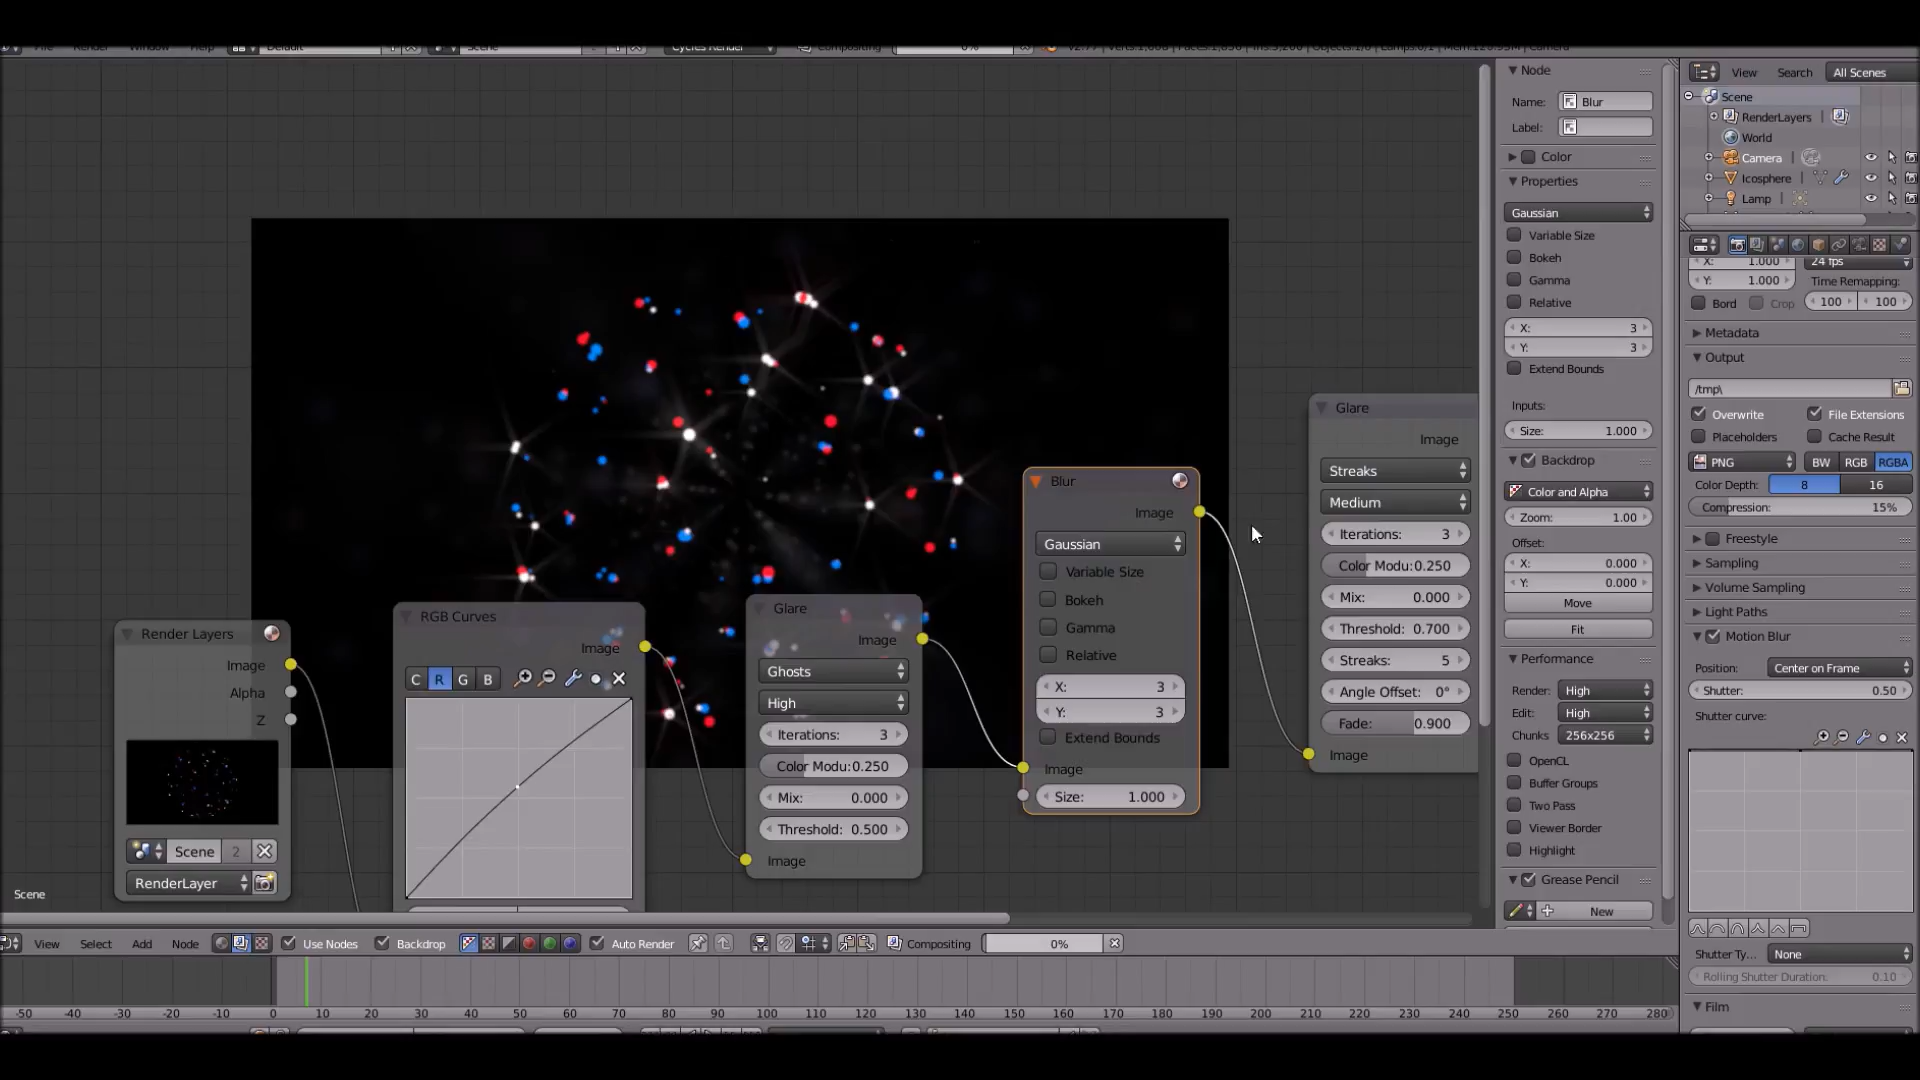 File Render Window Help Default Scene Cycles Render Compositing 0%
Node
Name: Blur
Label:
Color
Properties
Gaussian
Variable Size
Bokeh
Gamma
Relative
X: 3
Y: 3
Extend Bounds
Inputs:
Size: 1.000
Backdrop
Color and Alpha
Zoom: 1.00
Offset:
X: 0.000
Y: 0.000
Move
Fit
Performance
Render: High
Edit: High
Chunks 256x256
OpenCL
Buffer Groups
Two Pass
Viewer Border
Highlight
Grease Pencil
New
View Search All Scenes
Scene
RenderLayers
World
Camera
Icosphere
Lamp
X: 1.000 24 fps
Y: 1.000 Time Remapping:
Bord Crop 100 100
Metadata
Output
/tmp\
Overwrite File Extensions
Placeholders Cache Result
PNG BW RGB RGBA
Color Depth: 8 16
Compression: 15%
Freestyle
Sampling
Volume Sampling
Light Paths
Motion Blur
Position: Center on Frame
Shutter: 0.50
Shutter curve:
Shutter Ty... None
Rolling Shutter Duration: 0.10
Film
Render Layers
Image
Alpha
Z
Scene 2
RenderLayer
RGB Curves
Image
C R G B
Glare
Image
Ghosts
High
Iterations: 3
Color Modu: 0.250
Mix: 0.000
Threshold: 0.500
Image
Blur
Image
Gaussian
Variable Size
Bokeh
Gamma
Relative
X: 3
Y: 3
Extend Bounds
Image
Size: 1.000
Glare
Image
Streaks
Medium
Iterations: 3
Color Modu: 0.250
Mix: 0.000
Threshold: 0.700
Streaks: 5
Angle Offset: 0°
Fade: 0.900
Image
Scene
View Select Add Node Use Nodes Backdrop Auto Render Compositing 0%
-50 -40 -30 -20 -10 0 10 20 30 40 50 60 70 80 90 100 110 120 130 140 150 160 170 180 190 200 210 220 230 240 250 260 270 280